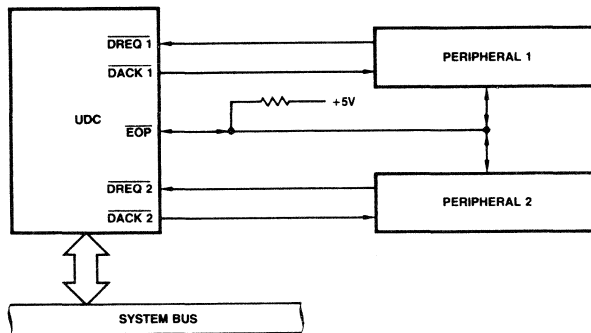 DREQ 1
PERIPHERAL 1
DACK 1
+5V
UDC
EOP
DREQ 2
PERIPHERAL 2
DACK 2
SYSTEM BUS